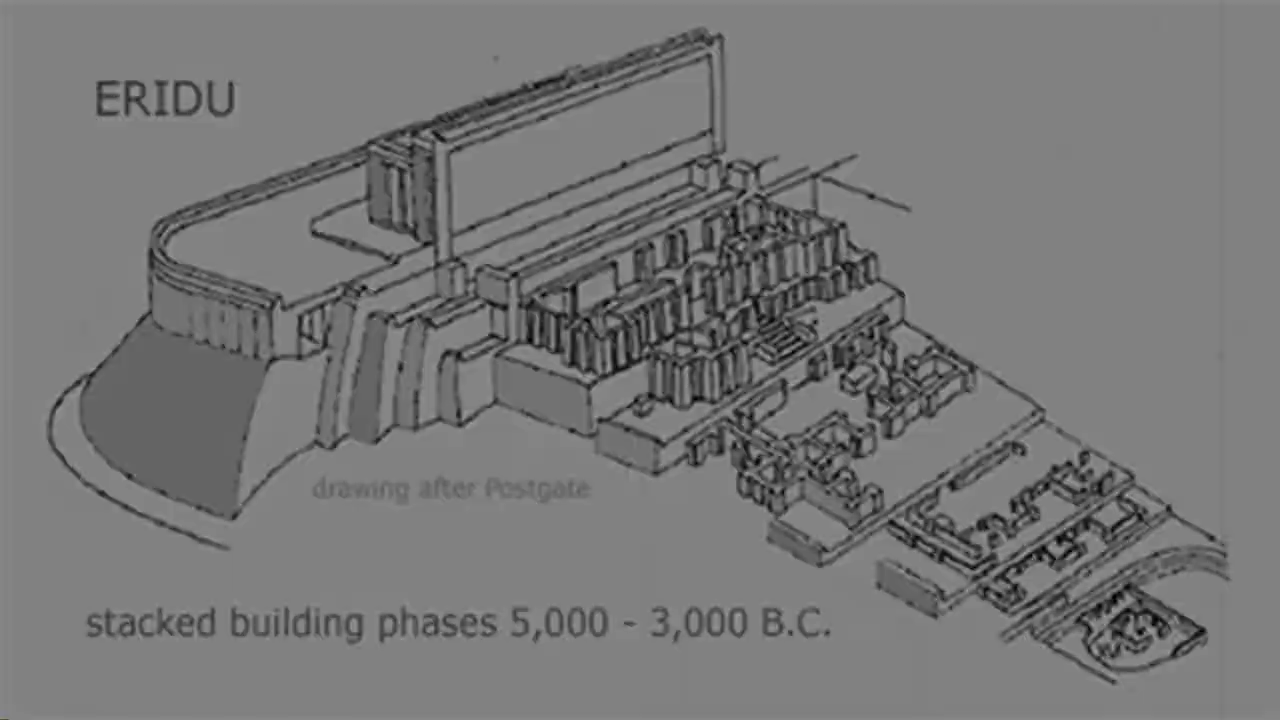 ERIDU
drawing after Postgate
stacked building phases 5,000 - 3,000 B.C.